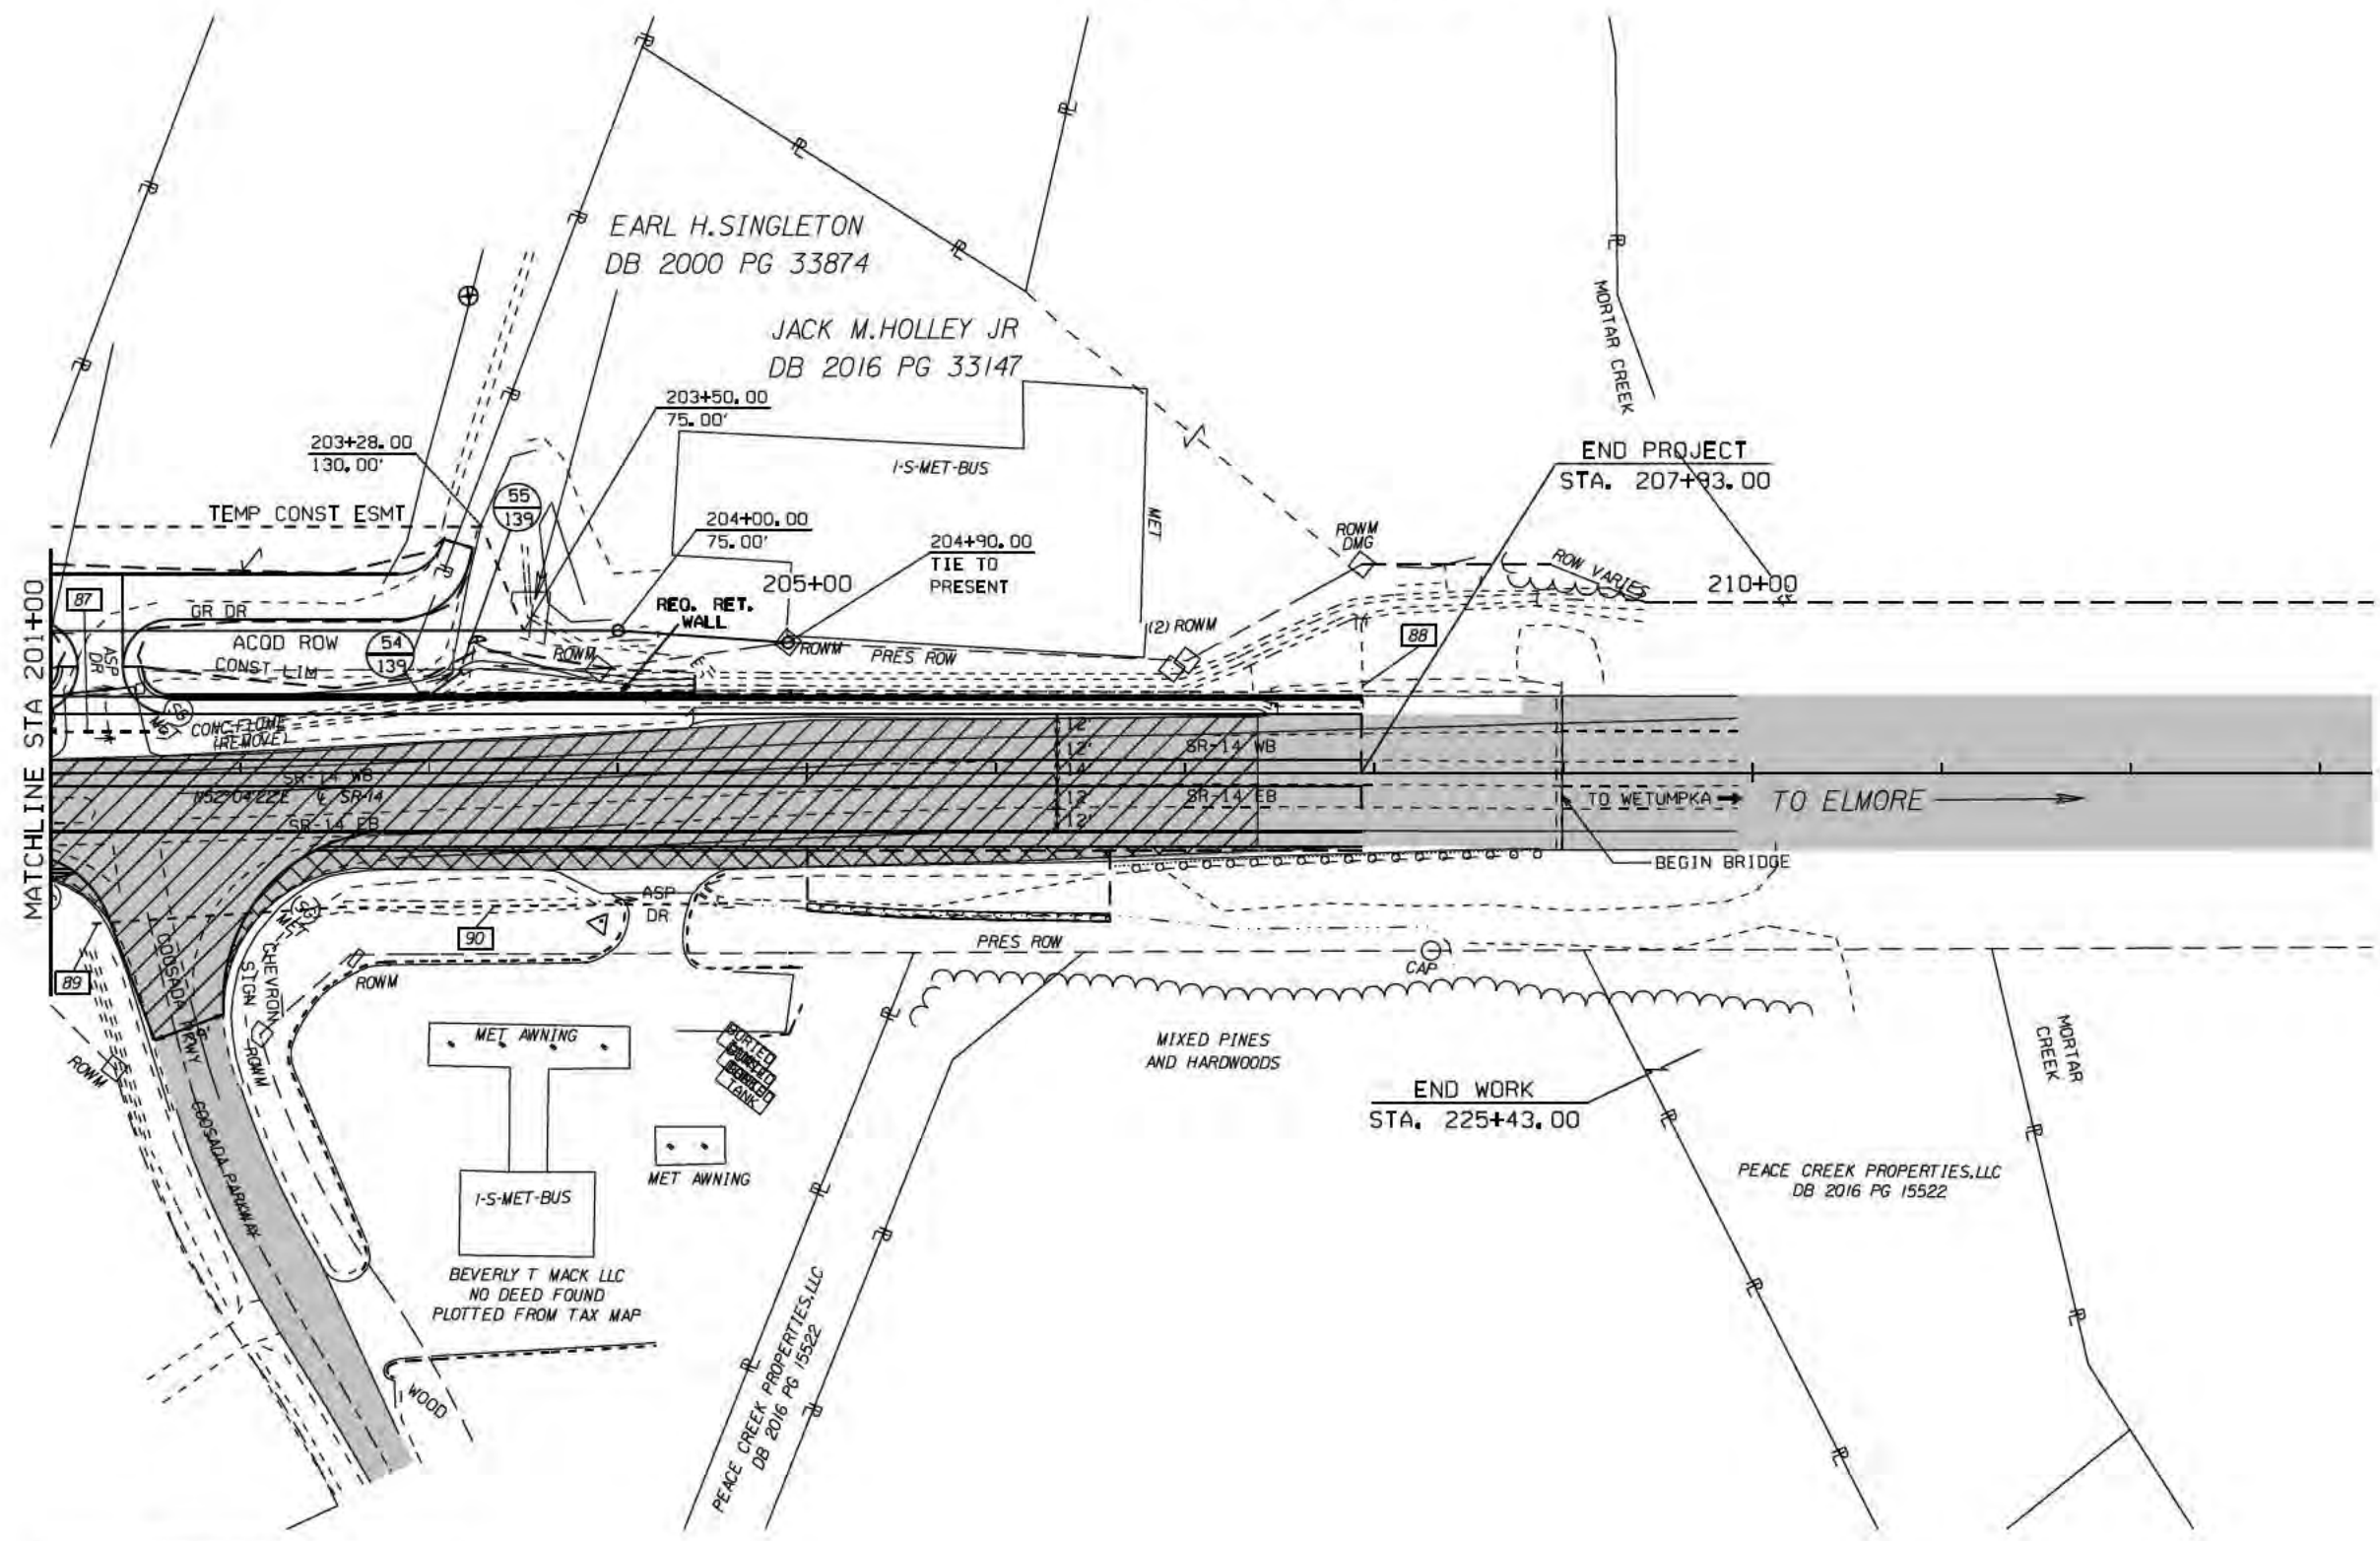 EARL H.SINGLETON
DB 2000 PG 33874
JACK M.HOLLEY JR
DB 2016 PG 33147
MORTAR CREEK
203+50.00
75.00'
203+28.00
130.00'
END PROJECT
STA. 207+93.00
1-S-MET-BUS
TEMP CONST ESMT
55
139
204+00.00
75.00'
204+90.00
TIE TO
PRESENT
MET
ROWM
DMG
ROW VARIES
205+00
210+00
MATCHLINE STA 201+00
87
GR DR
REQ. RET.
WALL
ASP
DR
ACQD ROW
CONST LIM
54
139
ROWM
ROWM
PRES ROW
(2) ROWM
88
MET
CONC FLUME
(REMOVE)
12'
12'
14'
12'
12'
SR-14 WB
SR-14 WB
N52°04'22"E ℄ SR-14
SR-14 EB
SR-14 EB
TO WETUMPKA
TO ELMORE
BEGIN BRIDGE
ASP
DR
MET
90
89
COOSADA
PKWY
CHEVRON
SIGN
ROWM
ROWM
ROWM
PRES ROW
CAP
MET AWNING
BURIED
TANK
MIXED PINES
AND HARDWOODS
MORTAR
CREEK
END WORK
STA. 225+43.00
COOSADA PARKWAY
MET AWNING
1-S-MET-BUS
PEACE CREEK PROPERTIES,LLC
DB 2016 PG 15522
BEVERLY T MACK LLC
NO DEED FOUND
PLOTTED FROM TAX MAP
PEACE CREEK PROPERTIES,LLC
DB 2016 PG 15522
WOOD